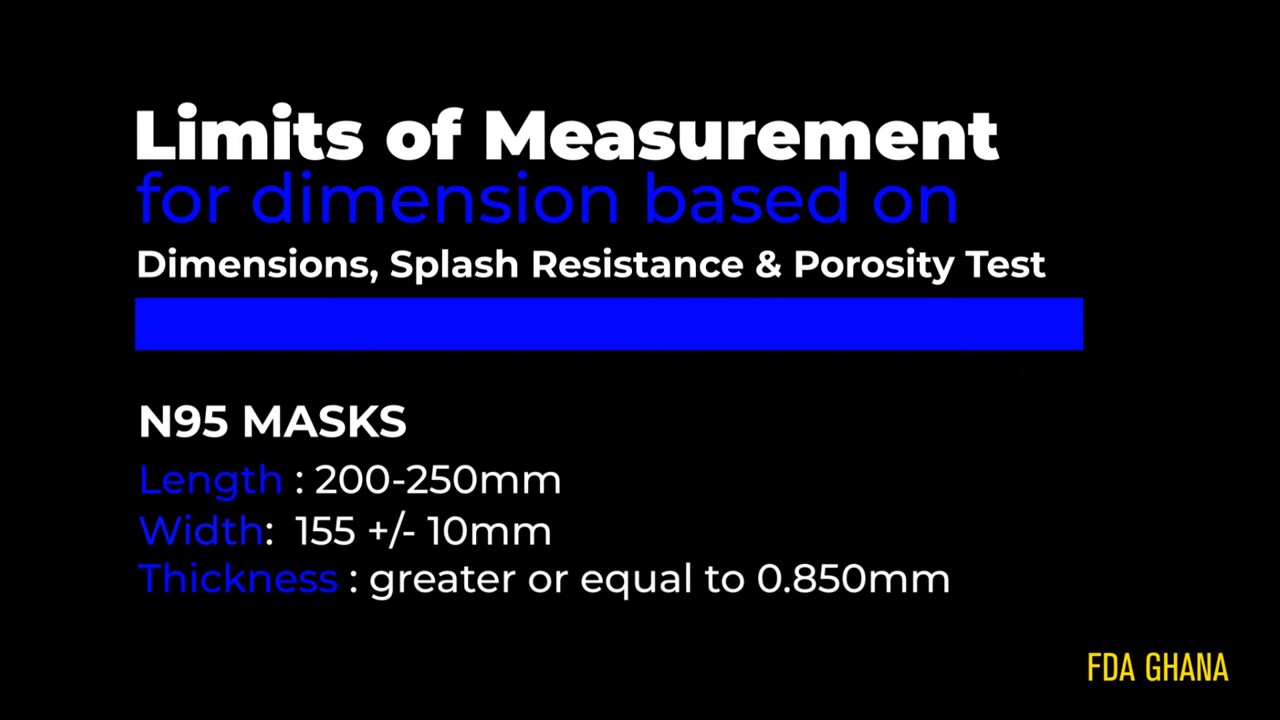 Limits of Measurement
for dimension based on
Dimensions, Splash Resistance & Porosity Test
N95 MASKS
Length : 200-250mm
Width: 155 +/- 10mm
Thickness : greater or equal to 0.850mm
FDA GHANA